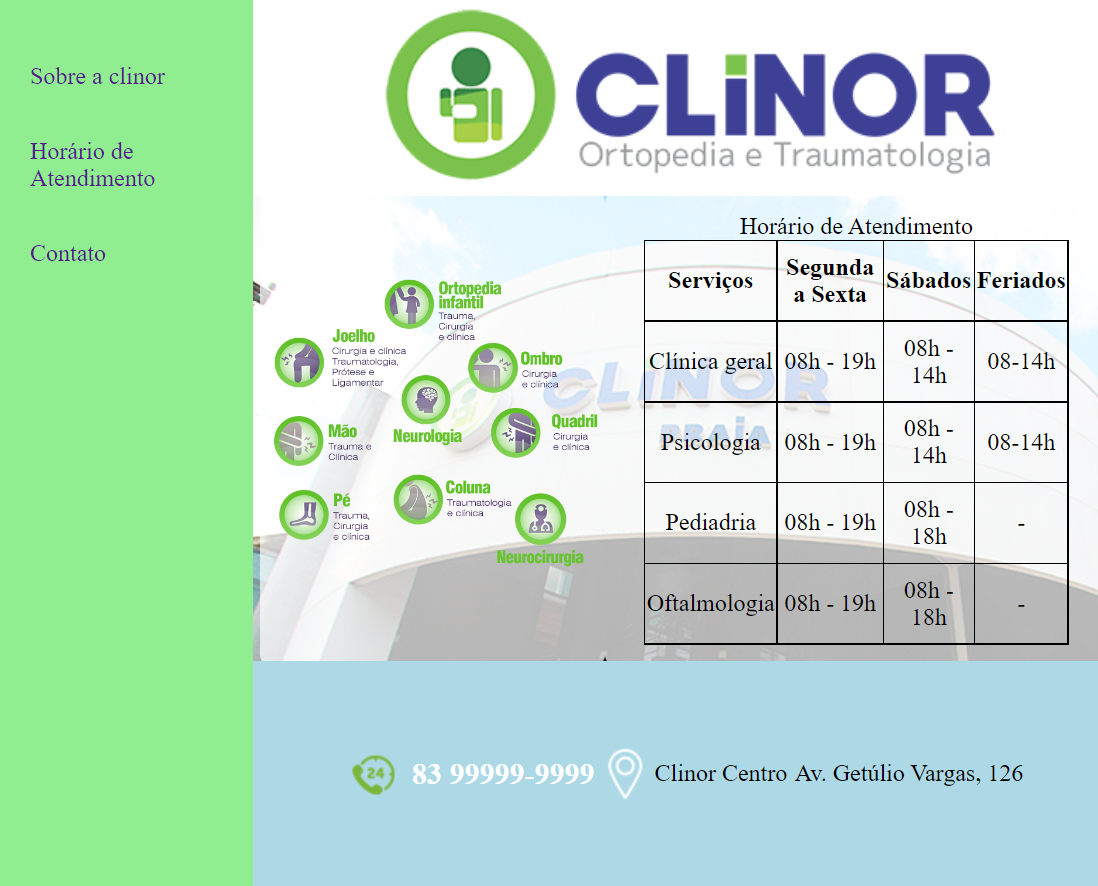 Sobre a clinor
Horário de
Atendimento
Contato
CLiNOR
Ortopedia e Traumatologia
Ortopedia
infantil
Trauma,
Cirurgia
e clínica
Joelho
Cirurgia e clínica
Traumatologia,
Prótese e
Ligamentar
Ombro
Cirurgia
e clínica
Neurologia
Quadril
Cirurgia
e clínica
Mão
Trauma e
Clínica
Coluna
Traumatologia
e clínica
Pé
Trauma,
Cirurgia
e clínica
Neurocirurgia
CLiNOR
PRAiA
Horário de Atendimento
Serviços Segunda a Sexta Sábados Feriados
Clínica geral 08h - 19h 08h - 14h 08-14h
Psicologia 08h - 19h 08h - 14h 08-14h
Pediadria 08h - 19h 08h - 18h -
Oftalmologia 08h - 19h 08h - 18h -
24
83 99999-9999
Clinor Centro Av. Getúlio Vargas, 126